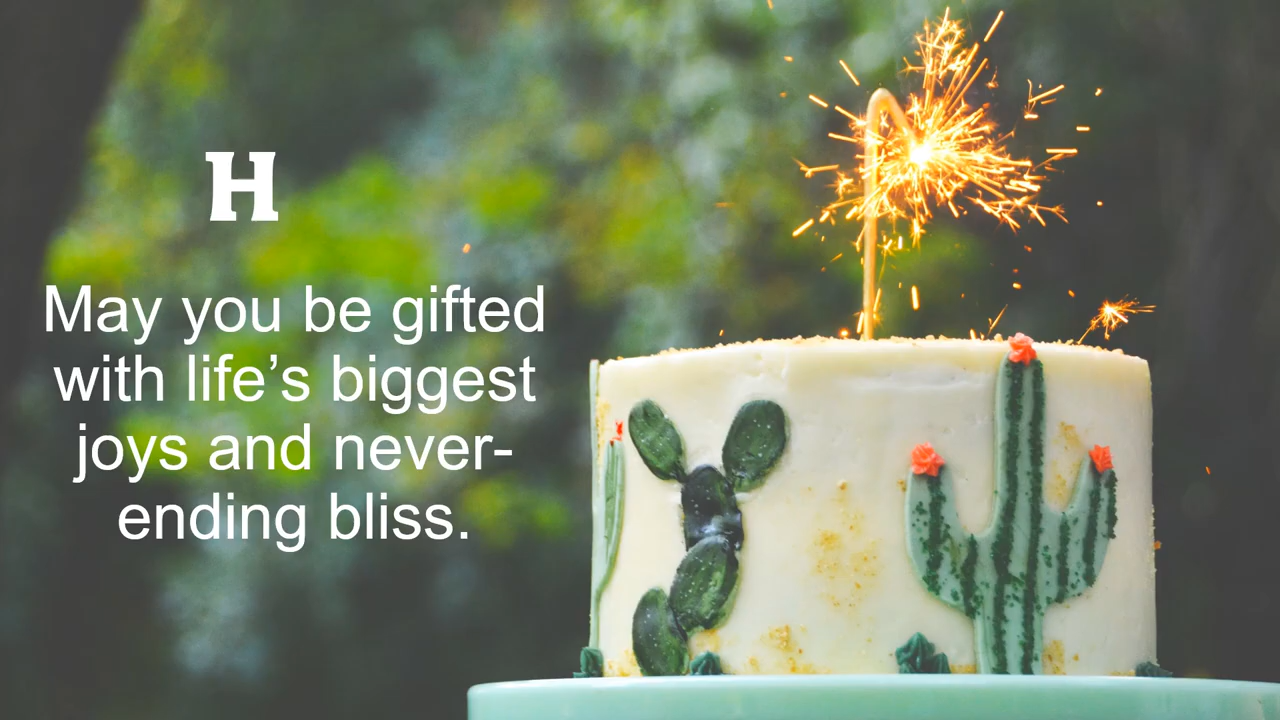 H
May you be gifted
with life’s biggest
joys and never-
ending bliss.